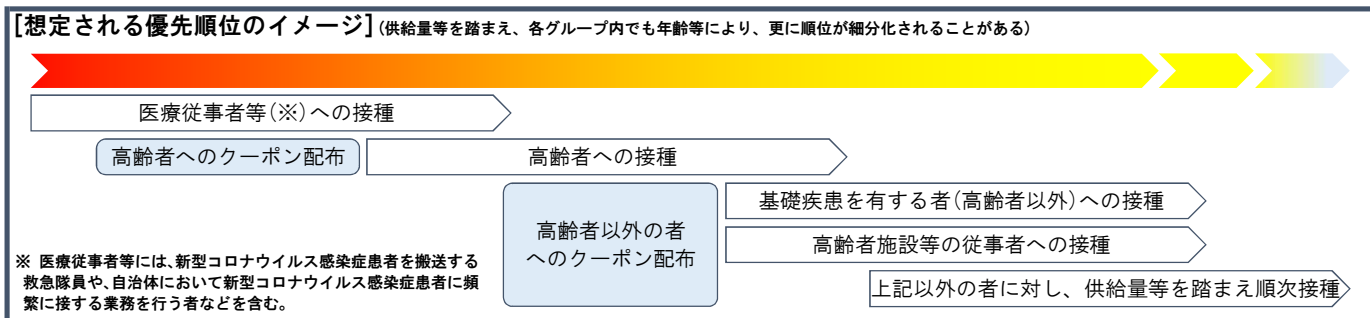 [想定される優先順位のイメージ](供給量等を踏まえ、各グループ内でも年齢等により、更に順位が細分化されることがある)
医療従事者等(※)への接種
高齢者へのクーポン配布
高齢者への接種
高齢者以外の者
へのクーポン配布
基礎疾患を有する者(高齢者以外)への接種
高齢者施設等の従事者への接種
上記以外の者に対し、供給量等を踏まえ順次接種
※ 医療従事者等には、新型コロナウイルス感染症患者を搬送する
救急隊員や、自治体において新型コロナウイルス感染症患者に頻
繁に接する業務を行う者などを含む。